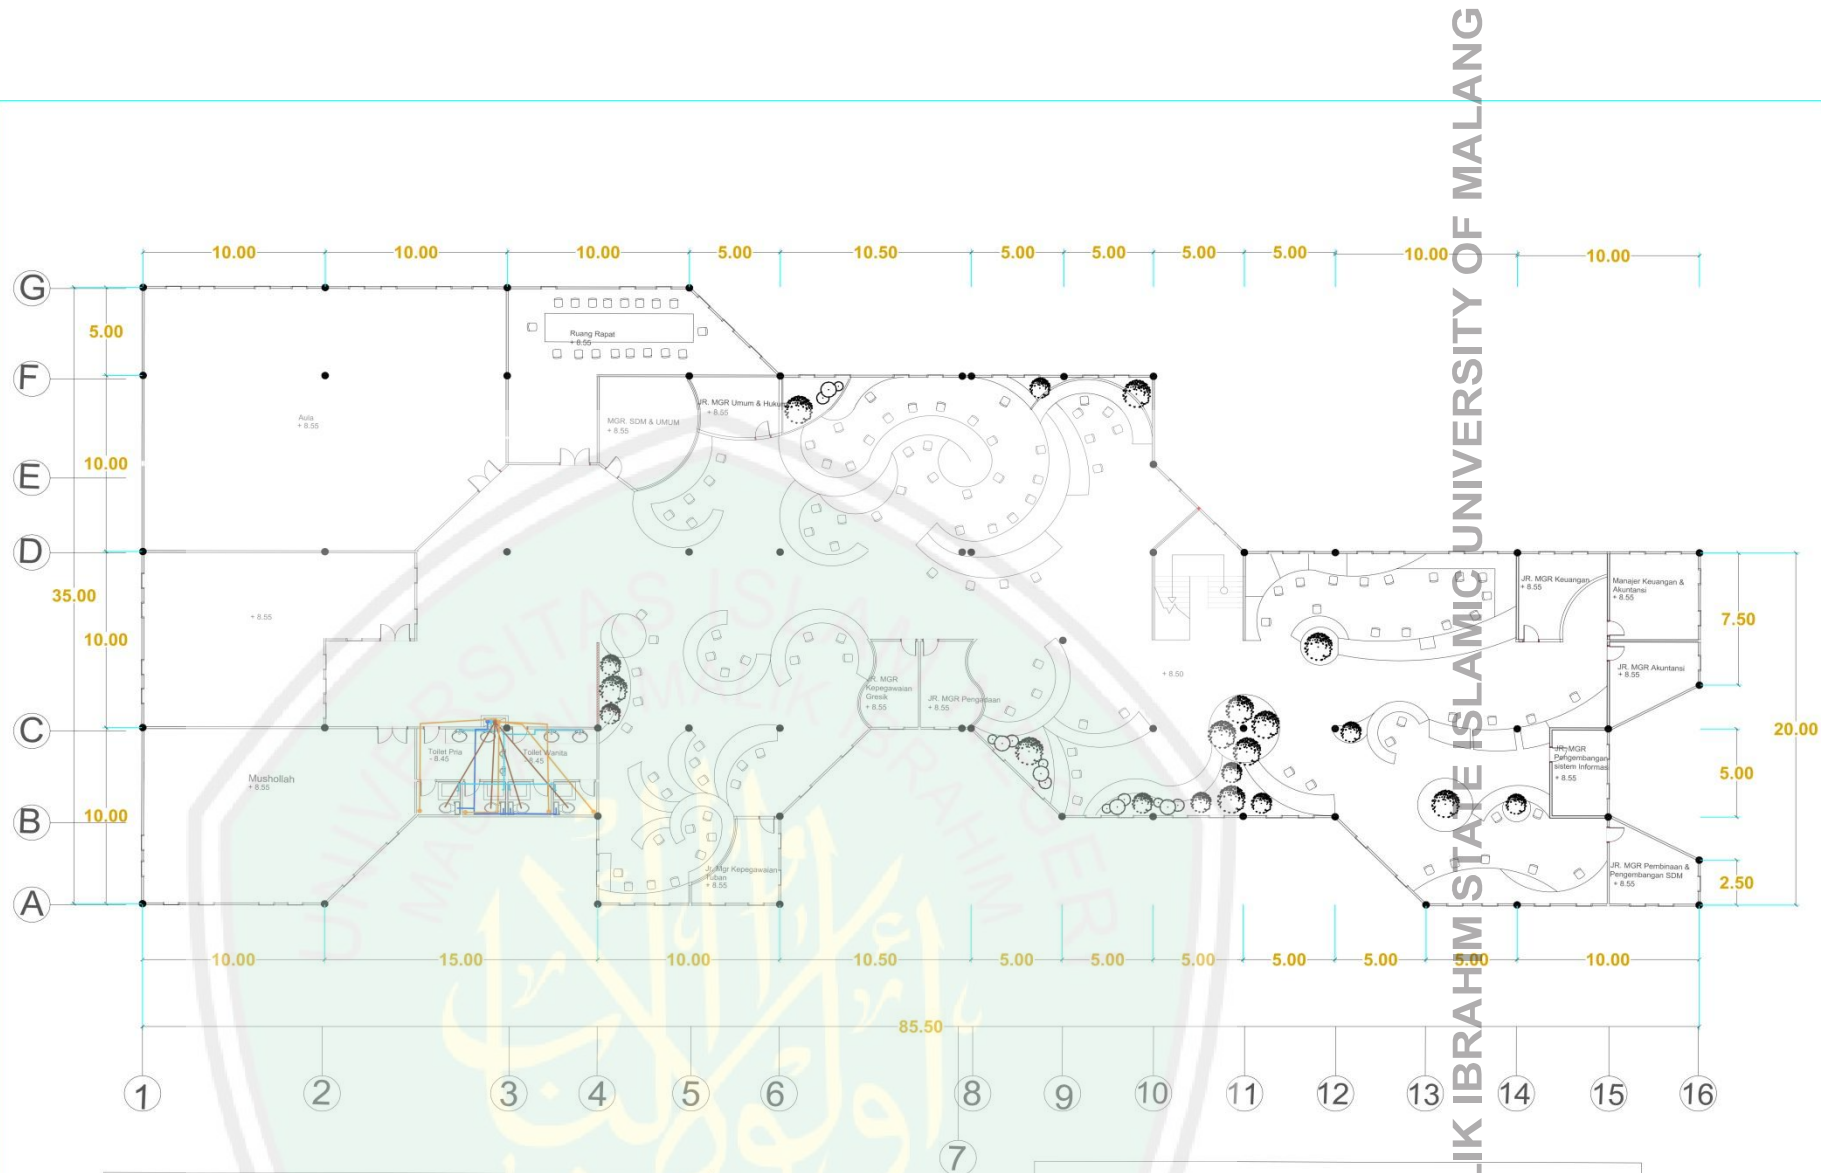 LIK IBRAHIM STATE ISLAMIC UNIVERSITY OF MALANG
10.00 10.00 10.00 5.00 10.50 5.00 5.00 5.00 5.00 10.00 10.00
G
F
E
D
C
B
A
5.00
10.00
35.00
10.00
10.00
Ruang Rapat
+ 8.55
Aula
+ 8.55
MGR. SDM & UMUM
+ 8.55
JR. MGR Umum & Hukum
+ 8.55
+ 8.55
JR. MGR Keuangan
+ 8.55
Manajer Keuangan &
Akuntansi
+ 8.55
7.50
JR. MGR
Kepegawaian
Gresik
+ 8.55
JR. MGR Pengadaan
+ 8.55
+ 8.50
JR. MGR Akuntansi
+ 8.55
20.00
Toilet Pria
- 8.45
Toilet Wanita
- 8.45
Mushollah
+ 8.55
JR. MGR
Pengembangan
sistem Informasi
+ 8.55
5.00
Jr. Mgr Kepegawaian
Tuban
+ 8.55
JR. MGR Pembinaan &
Pengembangan SDM
+ 8.55
2.50
UNIVERSITAS ISLAM NEGERI
MAULANA MALIK IBRAHIM
10.00 15.00 10.00 10.50 5.00 5.00 5.00 5.00 5.00 5.00 10.00
85.50
1 2 3 4 5 6 8 9 10 11 12 13 14 15 16
7